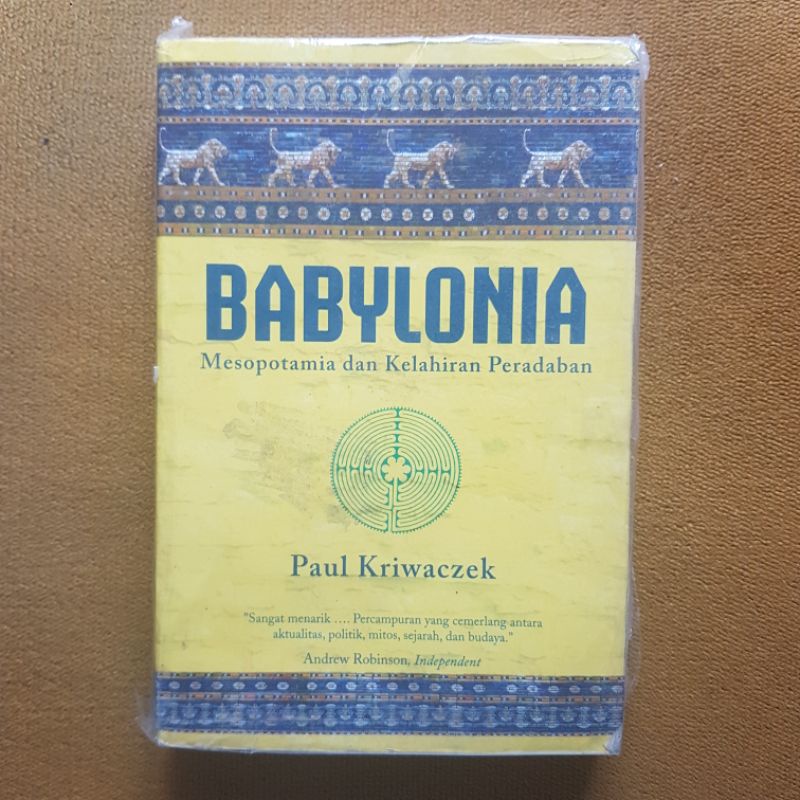 BABYLONIA
Mesopotamia dan Kelahiran Peradaban
Paul Kriwaczek
"Sangat menarik .... Percampuran yang cemerlang antara
aktualitas, politik, mitos, sejarah, dan budaya."
Andrew Robinson, Independent